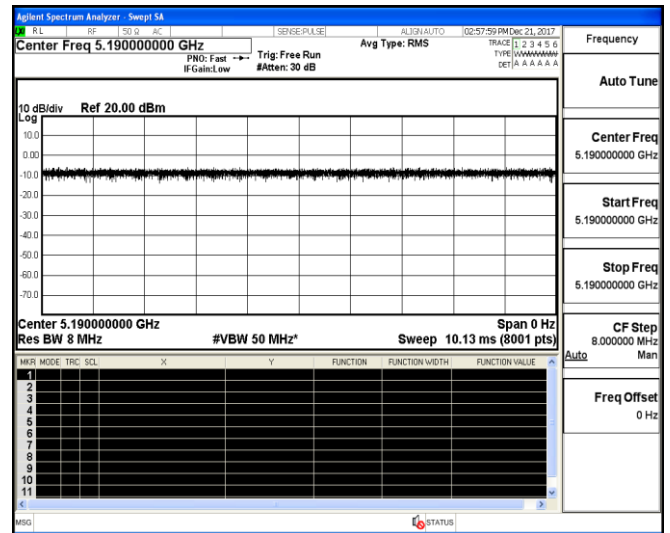 Agilent Spectrum Analyzer - Swept SA
RL RF 50 Ω AC SENSE:PULSE ALIGNAUTO 02:57:59 PM Dec 21, 2017
Center Freq 5.190000000 GHz Avg Type: RMS TRACE 1 2 3 4 5 6
PNO: Fast Trig: Free Run TYPE
IFGain:Low #Atten: 30 dB DET A A A A A A
Frequency
Auto Tune
10 dB/div Ref 20.00 dBm
Log
10.0
0.00
-10.0
-20.0
-30.0
-40.0
-50.0
-60.0
-70.0
Center Freq
5.190000000 GHz
Start Freq
5.190000000 GHz
Stop Freq
5.190000000 GHz
CF Step
8.000000 MHz
Auto Man
Freq Offset
0 Hz
Center 5.190000000 GHz Span 0 Hz
Res BW 8 MHz #VBW 50 MHz* Sweep 10.13 ms (8001 pts)
MKR MODE TRC SCL X Y FUNCTION FUNCTION WIDTH FUNCTION VALUE
1
2
3
4
5
6
7
8
9
10
11
MSG STATUS